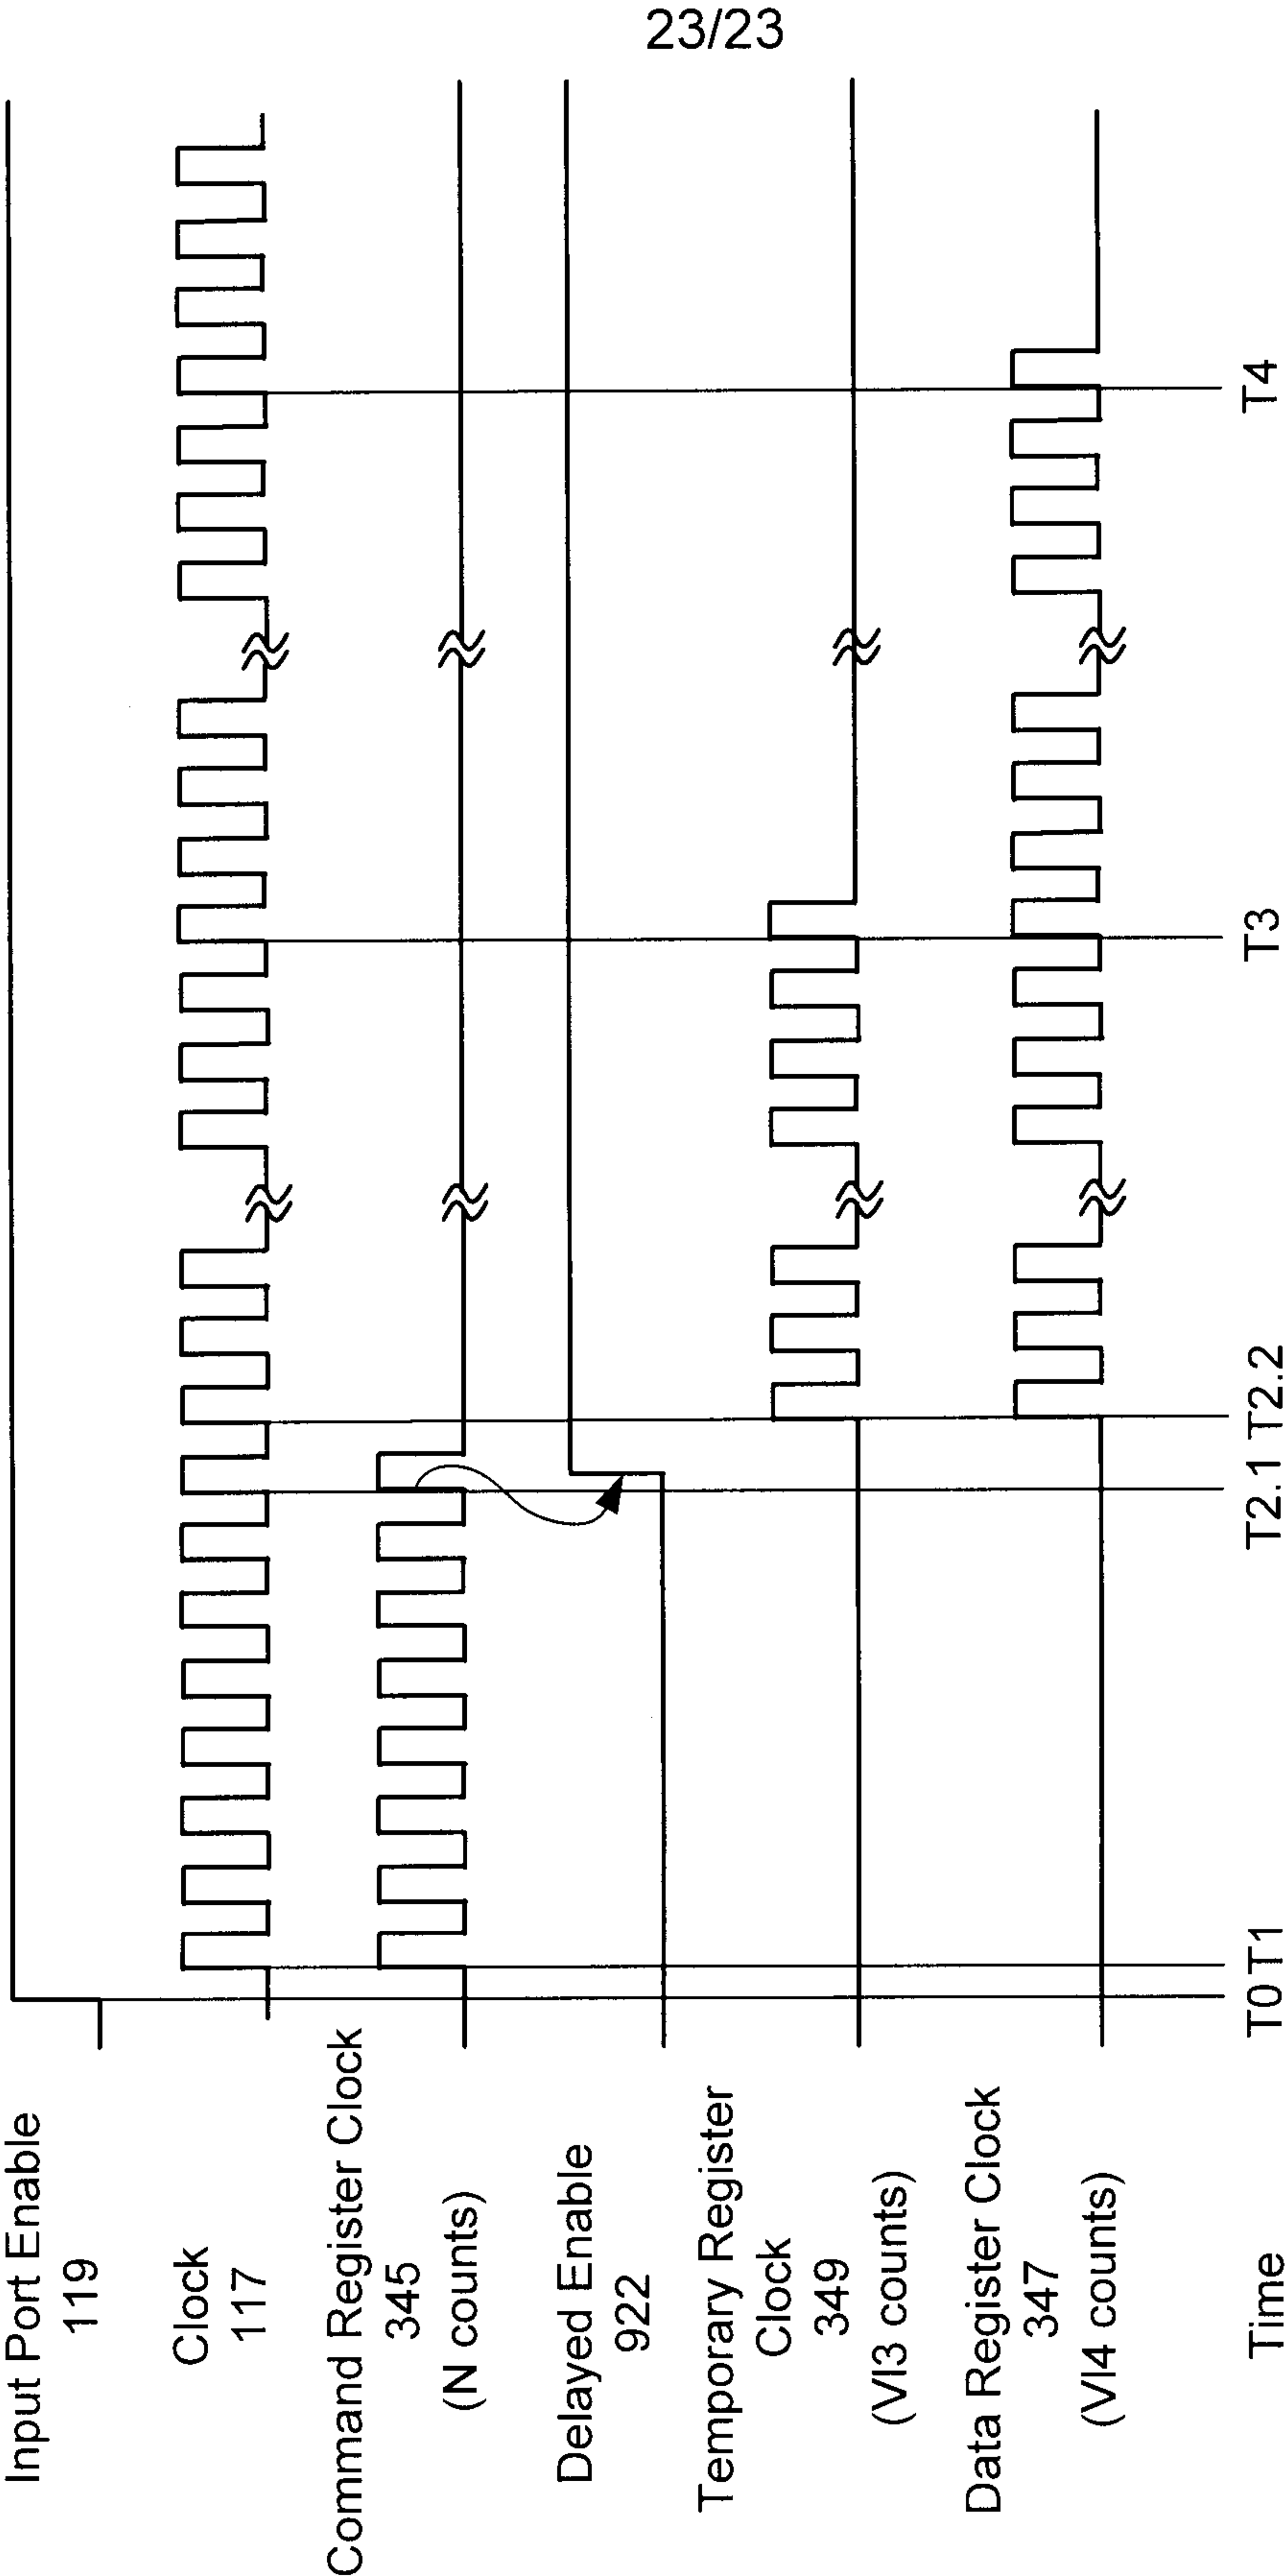 23/23
Input Port Enable
119
Clock
117
Command Register Clock
345
(N counts)
Delayed Enable
922
Temporary Register
Clock
349
(VI3 counts)
Data Register Clock
347
(VI4 counts)
Time
T0 T1
T2.1 T2.2
T3
T4